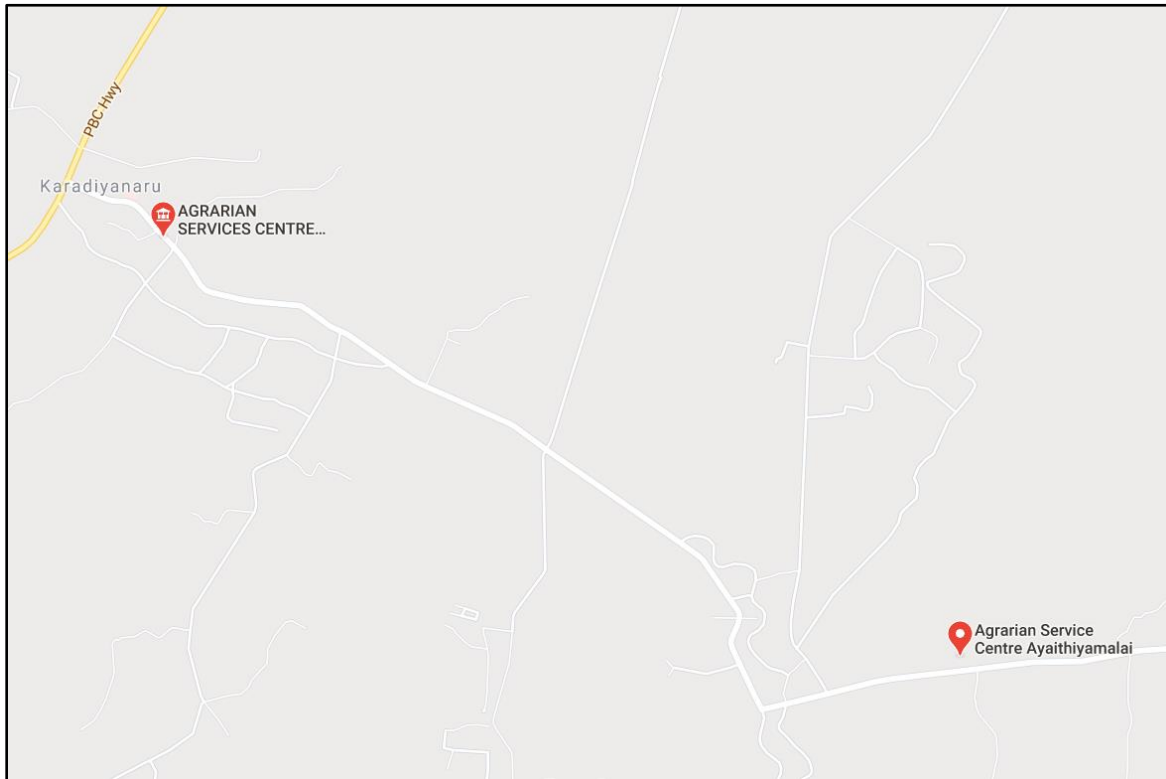 PBC Hwy
Karadiyanaru
AGRARIAN
SERVICES CENTRE...
Agrarian Service
Centre Ayaithiyamalai